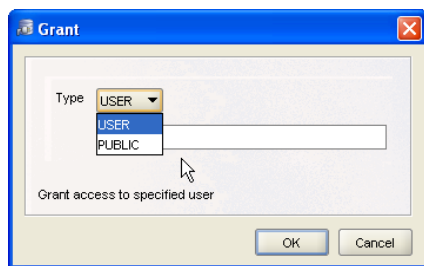 Grant
Type USER
USER
PUBLIC
Grant access to specified user
OK Cancel